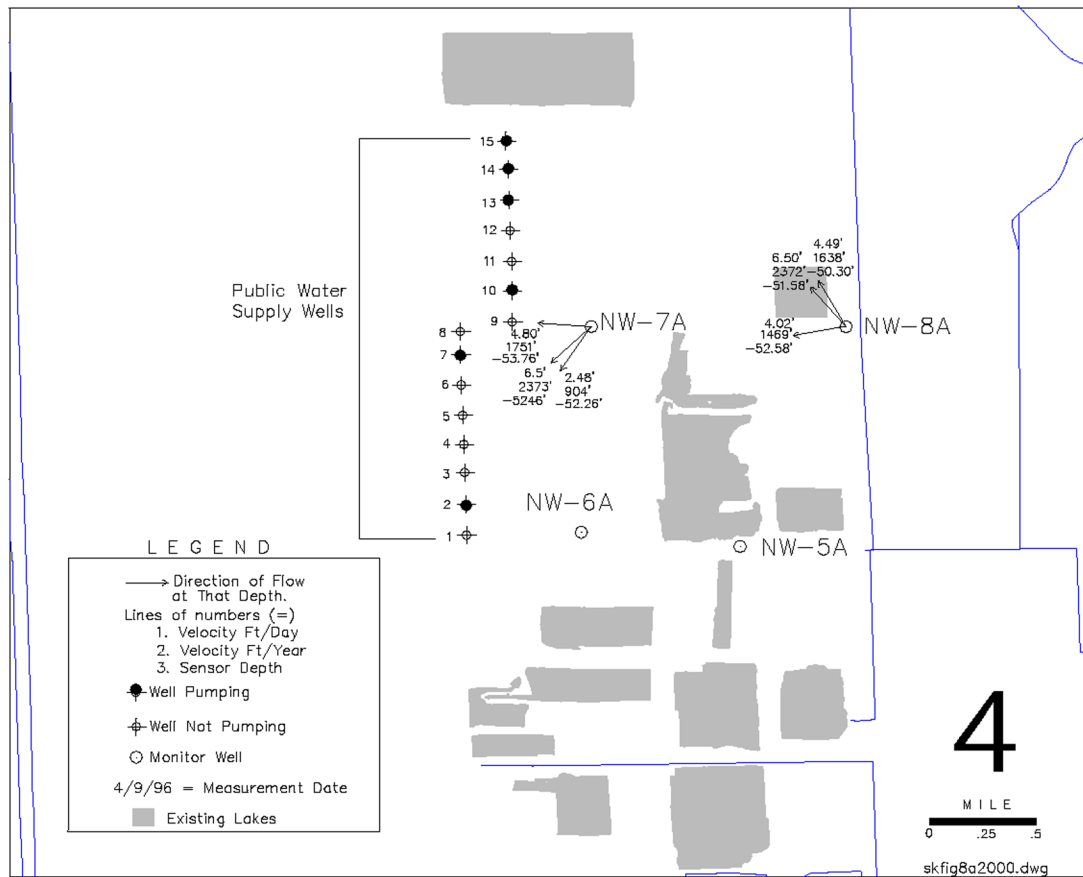 15
14
13
12
11
10
9
8
7
6
5
4
3
2
1
Public Water
Supply Wells
NW-7A
4.80'
1751'
-53.76'
6.5'
2373'
-5246'
2.48'
904'
-52.26'
4.49'
6.50' 1638'
2372' -50.30'
-51.58'
NW-8A
4.02'
1469'
-52.58'
NW-6A
NW-5A
LEGEND
Direction of Flow
at That Depth.
Lines of numbers (=)
1. Velocity Ft/Day
2. Velocity Ft/Year
3. Sensor Depth
Well Pumping
Well Not Pumping
Monitor Well
4/9/96 = Measurement Date
Existing Lakes
4
MILE
0 .25 .5
skfig8a2000.dwg